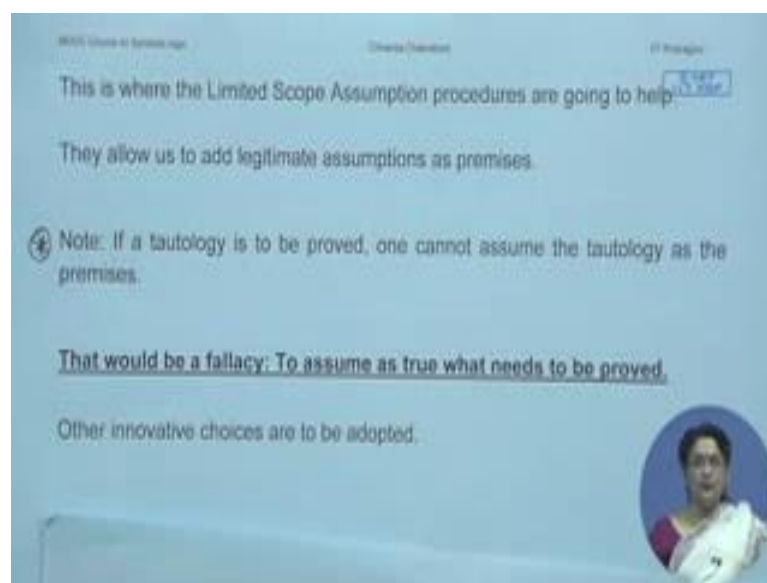 This is where the Limited Scope Assumption procedures are going to help
They allow us to add legitimate assumptions as premises.
Note: If a tautology is to be proved, one cannot assume the tautology as the
premises.
That would be a fallacy: To assume as true what needs to be proved.
Other innovative choices are to be adopted.